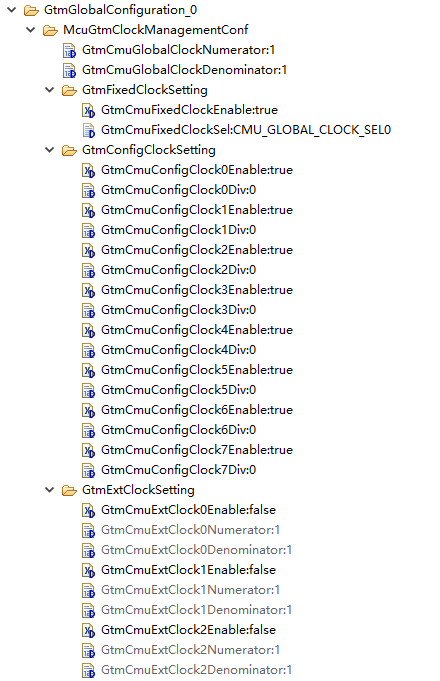 GtmGlobalConfiguration_0
McuGtmClockManagementConf
GtmCmuGlobalClockNumerator:1
GtmCmuGlobalClockDenominator:1
GtmFixedClockSetting
GtmCmuFixedClockEnable:true
GtmCmuFixedClockSel:CMU_GLOBAL_CLOCK_SEL0
GtmConfigClockSetting
GtmCmuConfigClock0Enable:true
GtmCmuConfigClock0Div:0
GtmCmuConfigClock1Enable:true
GtmCmuConfigClock1Div:0
GtmCmuConfigClock2Enable:true
GtmCmuConfigClock2Div:0
GtmCmuConfigClock3Enable:true
GtmCmuConfigClock3Div:0
GtmCmuConfigClock4Enable:true
GtmCmuConfigClock4Div:0
GtmCmuConfigClock5Enable:true
GtmCmuConfigClock5Div:0
GtmCmuConfigClock6Enable:true
GtmCmuConfigClock6Div:0
GtmCmuConfigClock7Enable:true
GtmCmuConfigClock7Div:0
GtmExtClockSetting
GtmCmuExtClock0Enable:false
GtmCmuExtClock0Numerator:1
GtmCmuExtClock0Denominator:1
GtmCmuExtClock1Enable:false
GtmCmuExtClock1Numerator:1
GtmCmuExtClock1Denominator:1
GtmCmuExtClock2Enable:false
GtmCmuExtClock2Numerator:1
GtmCmuExtClock2Denominator:1